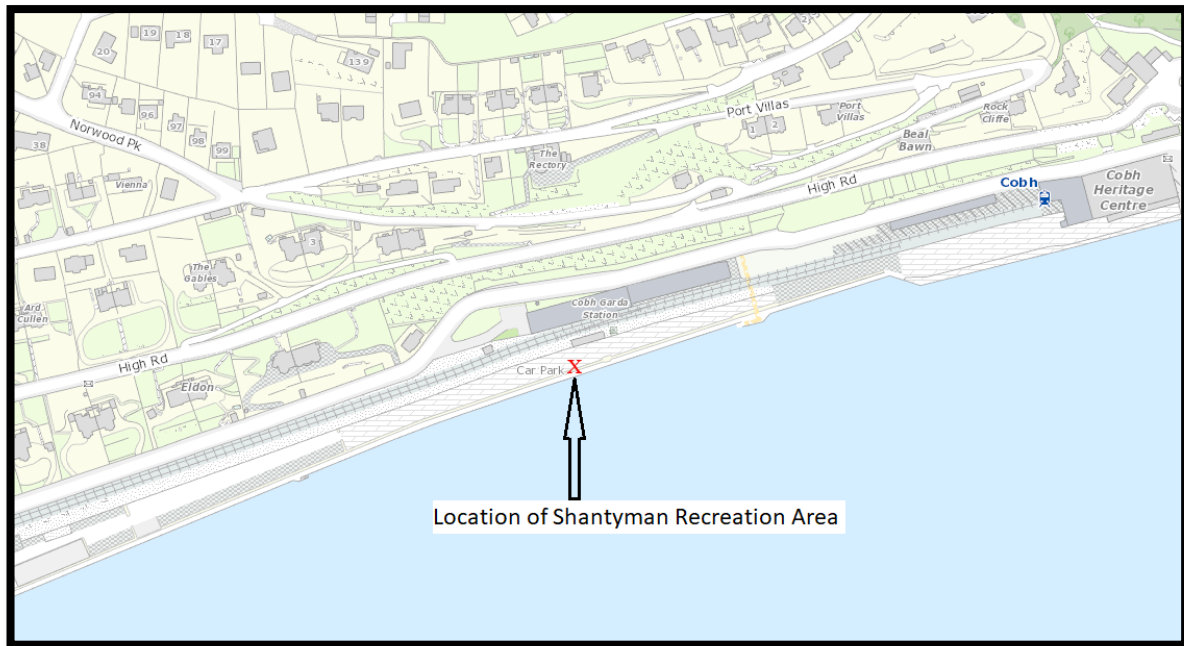 20
19
18
17
139
2
94
96
97
98
99
38
Norwood Pk
Vienna
The
Rectory
Port Villas
1
2
Port
Villas
Rock
Cliffe
Beal
Bawn
High Rd
Cobh
Cobh
Heritage
Centre
3
The
Gables
Ard
Cullen
Cobh Garda
Station
High Rd
Eldon
Car Park X
Location of Shantyman Recreation Area